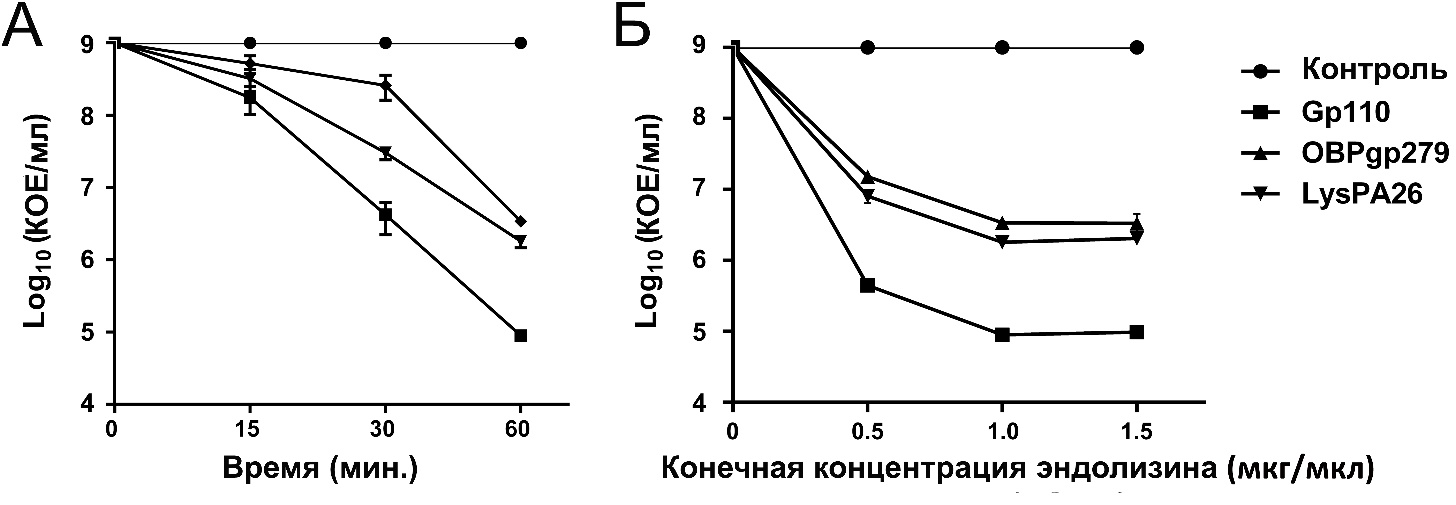 А
9
8
7
6
5
4
Log10 (КОЕ/мл)
0 15 30 60
Время (мин.)
Б
9
8
7
6
5
4
Log10 (КОЕ/мл)
0 0.5 1.0 1.5
Конечная концентрация эндолизина (мкг/мкл)
Контроль
Gp110
OBPgp279
LysPA26